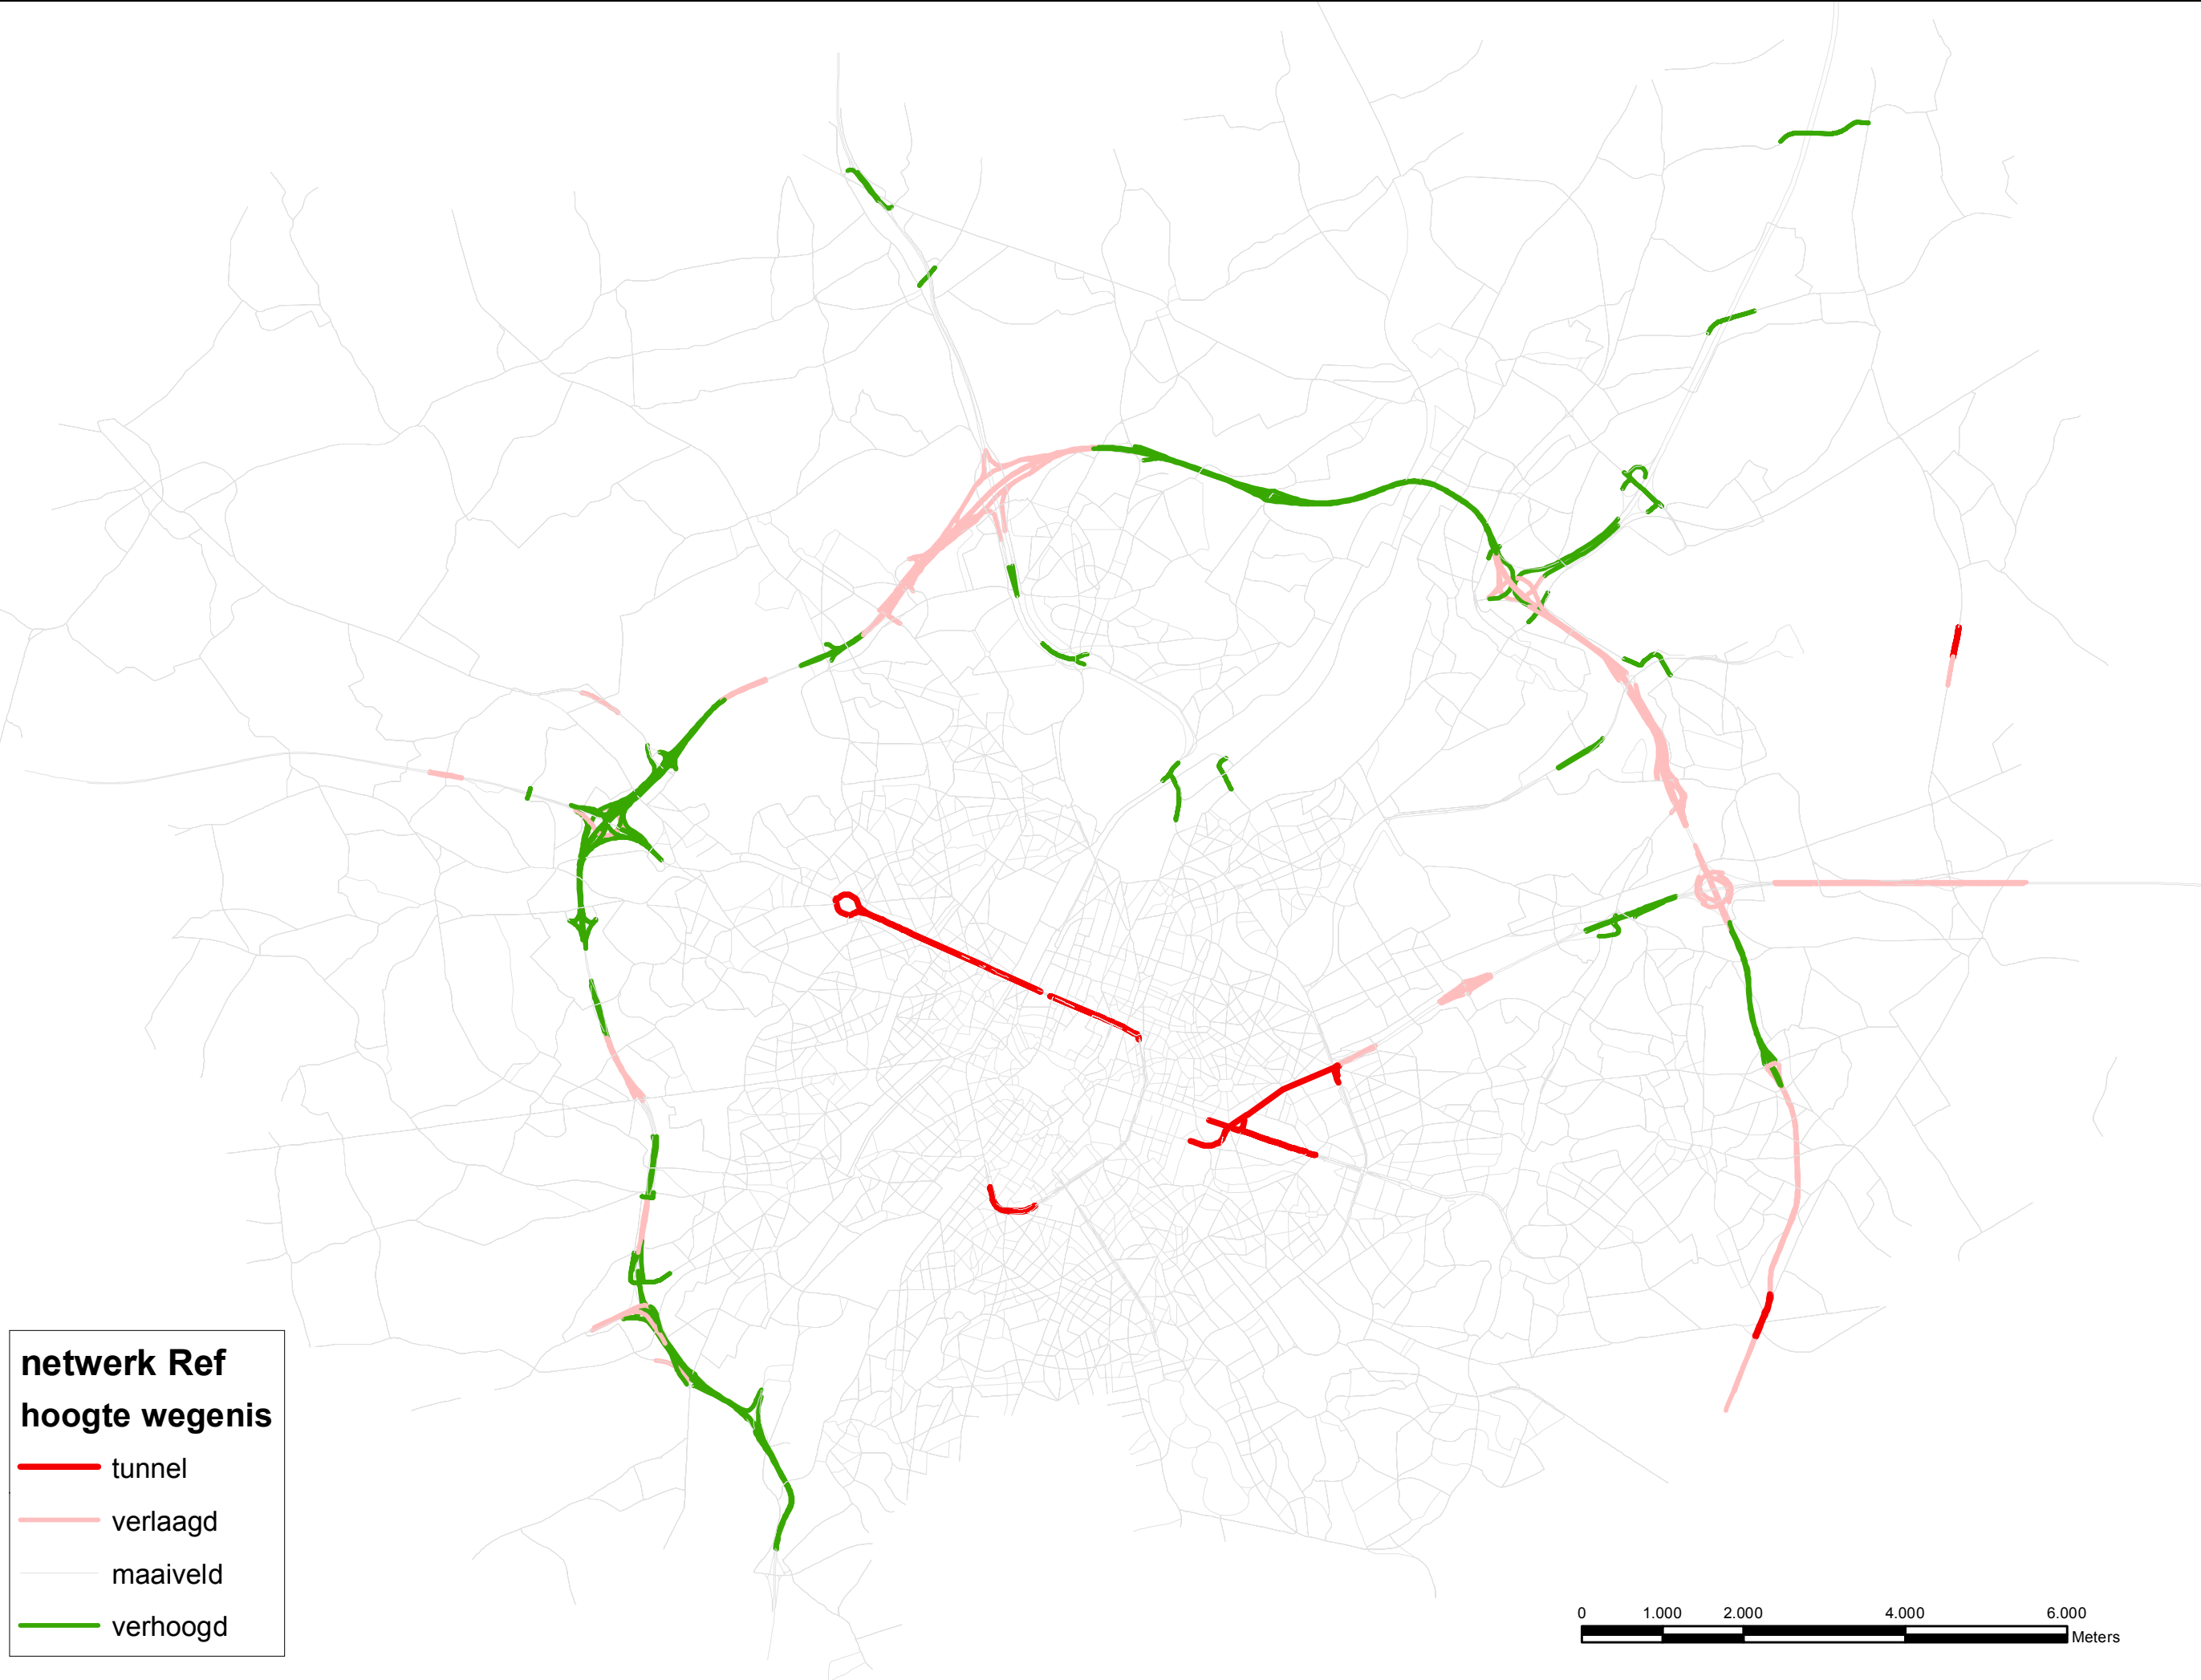 netwerk Ref
hoogte wegenis
tunnel
verlaagd
maaiveld
verhoogd
0 1.000 2.000 4.000 6.000
Meters